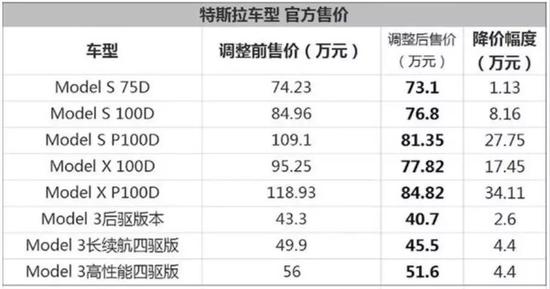 特斯拉车型 官方售价
车型 调整前售价（万元） 调整后售价（万元） 降价幅度（万元）
Model S 75D 74.23 73.1 1.13
Model S 100D 84.96 76.8 8.16
Model S P100D 109.1 81.35 27.75
Model X 100D 95.25 77.82 17.45
Model X P100D 118.93 84.82 34.11
Model 3后驱版本 43.3 40.7 2.6
Model 3长续航四驱版 49.9 45.5 4.4
Model 3高性能四驱版 56 51.6 4.4